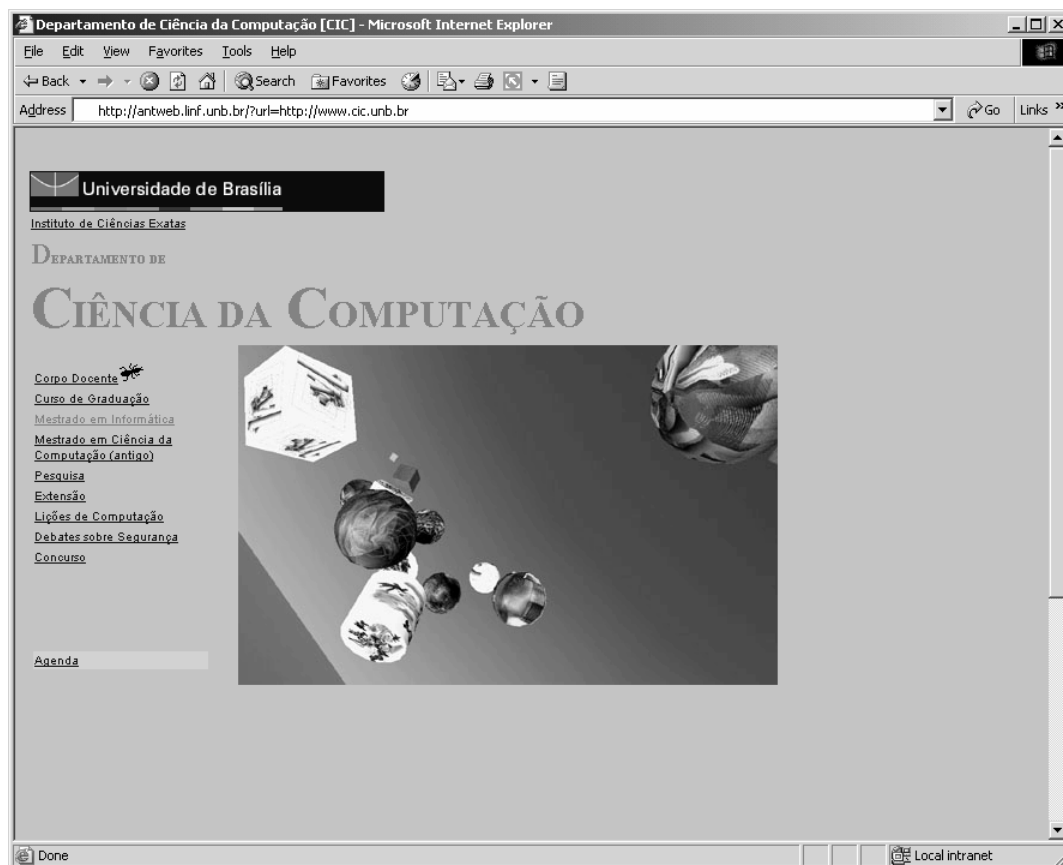 Departamento de Ciência da Computação [CIC] - Microsoft Internet Explorer
File Edit View Favorites Tools Help
Back Search Favorites
Address http://antweb.linf.unb.br/?url=http://www.cic.unb.br Go Links »
Universidade de Brasília
Instituto de Ciências Exatas
DEPARTAMENTO DE
CIÊNCIA DA COMPUTAÇÃO
Corpo Docente
Curso de Graduação
Mestrado em Informática
Mestrado em Ciência da
Computação (antigo)
Pesquisa
Extensão
Lições de Computação
Debates sobre Segurança
Concurso
Agenda
Done Local intranet